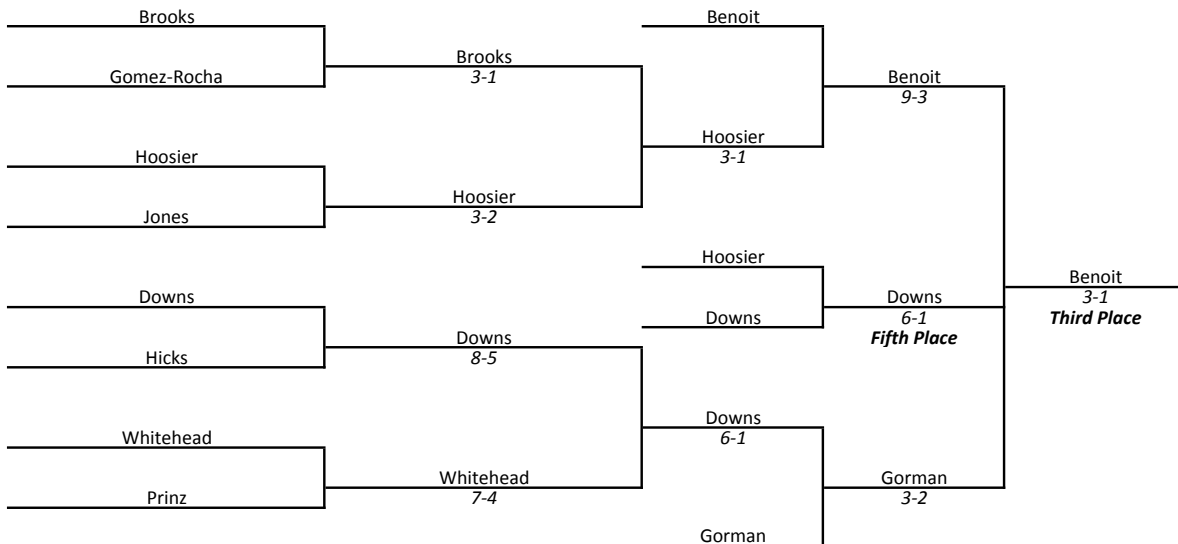 Brooks
Benoit
Brooks
3-1
Gomez-Rocha
Benoit
9-3
Hoosier
3-1
Hoosier
Hoosier
3-2
Jones
Hoosier
Benoit
3-1
Third Place
Downs
Downs
6-1
Fifth Place
Downs
Downs
8-5
Hicks
Downs
6-1
Whitehead
Whitehead
7-4
Gorman
3-2
Prinz
Gorman